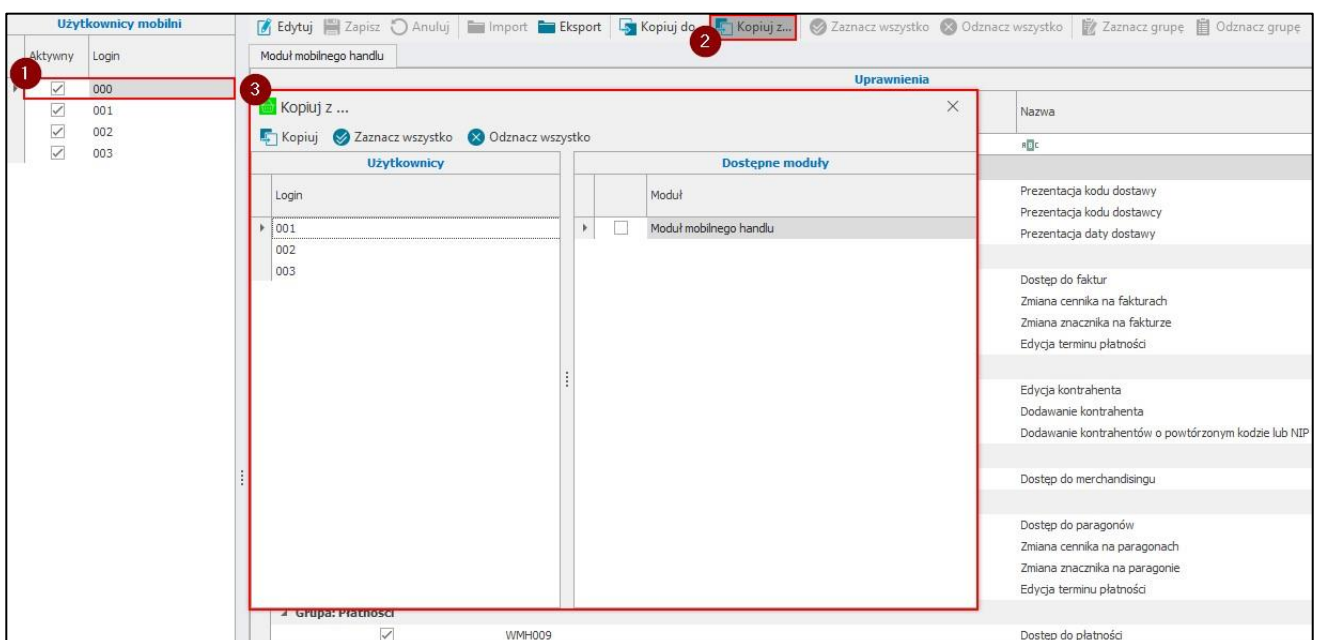 Użytkownicy mobilni
Edytuj Zapisz Anuluj Import Eksport Kopiuj do Kopiuj z... Zaznacz wszystko Odznacz wszystko Zaznacz grupę Odznacz grupę
2
Aktywny Login
Moduł mobilnego handlu
1
Uprawnienia
000
001
002
003
3
Kopiuj z ...
Kopiuj Zaznacz wszystko Odznacz wszystko
Użytkownicy
Dostępne moduły
Login
Moduł
001
Moduł mobilnego handlu
002
003
Nazwa
Prezentacja kodu dostawy
Prezentacja kodu dostawcy
Prezentacja daty dostawy
Dostęp do faktur
Zmiana cennika na fakturach
Zmiana znacznika na fakturze
Edycja terminu płatności
Edycja kontrahenta
Dodawanie kontrahenta
Dodawanie kontrahentów o powtórzonym kodzie lub NIP
Dostęp do merchandisingu
Dostęp do paragonów
Zmiana cennika na paragonach
Zmiana znacznika na paragonie
Edycja terminu płatności
Grupa: Płatności
WMH009 Dostęp do płatności